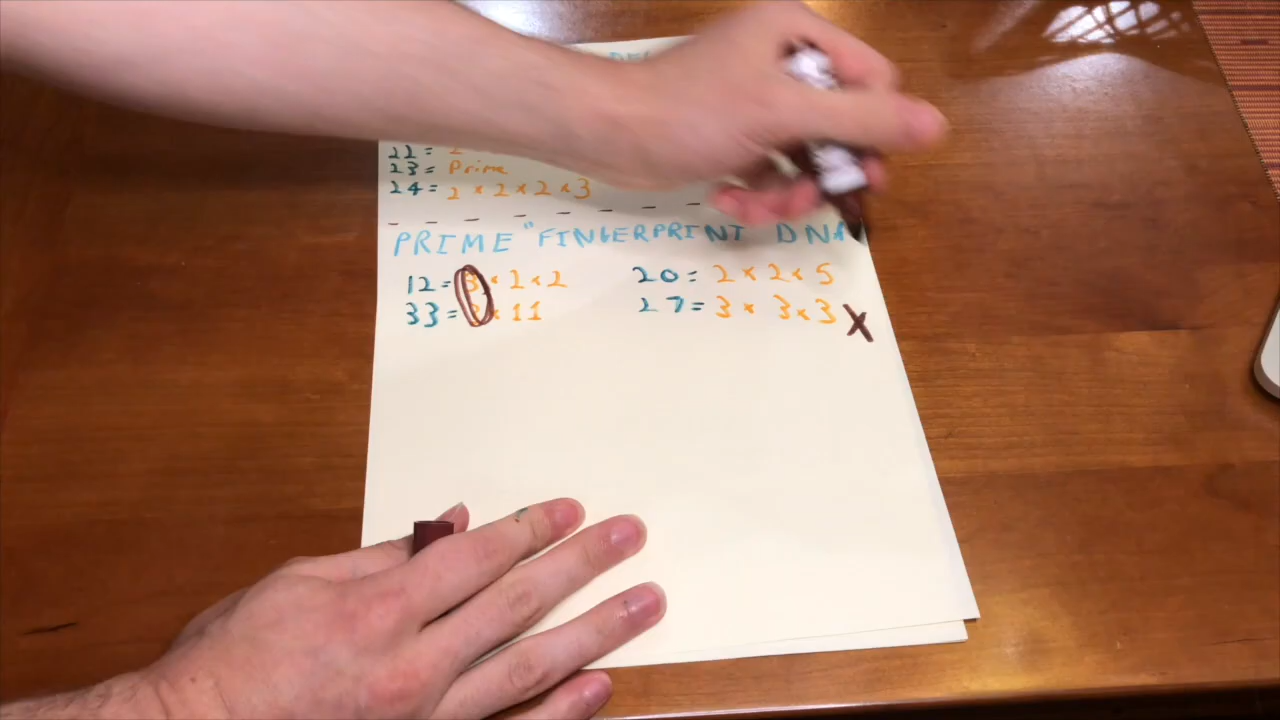 22 =
23 = Prime
24 = 2 × 2 × 2 × 3
PRIME "FINGERPRINT DNA
12 = 3 × 2 × 2
33 = 3 × 11
20 = 2 × 2 × 5
27 = 3 × 3 × 3 X